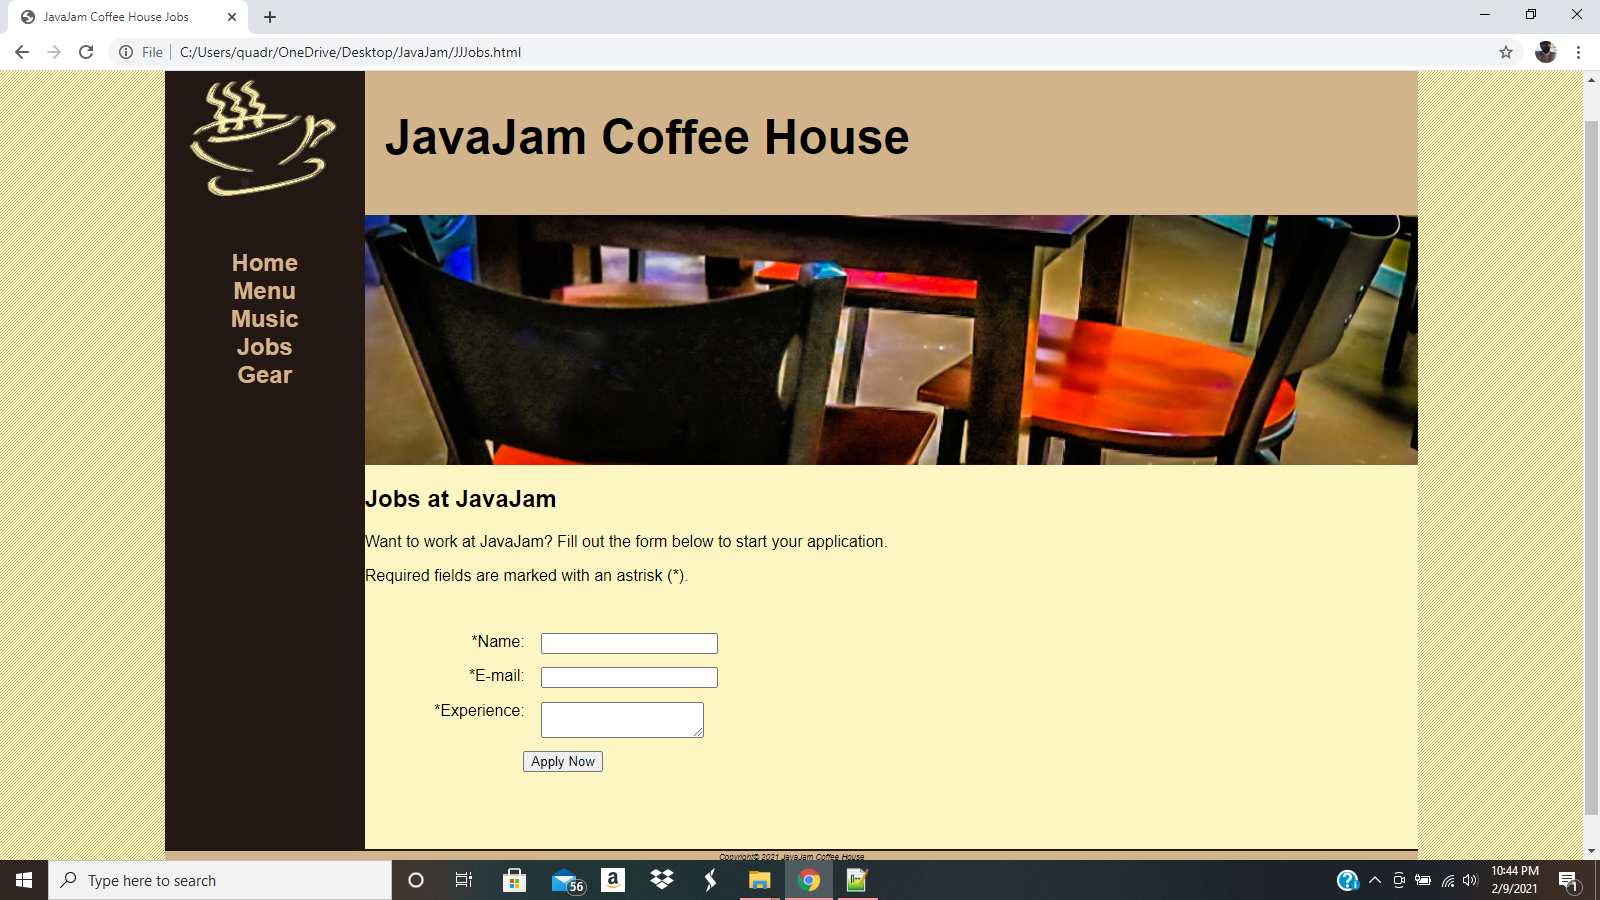 JavaJam Coffee House Jobs
File C:/Users/quadr/OneDrive/Desktop/JavaJam/JJJobs.html
JavaJam Coffee House
Home
Menu
Music
Jobs
Gear
Jobs at JavaJam
Want to work at JavaJam? Fill out the form below to start your application.
Required fields are marked with an astrisk (*).
*Name:
*E-mail:
*Experience:
Apply Now
Copyright© 2021 JavaJam Coffee House
Type here to search
56
a
10:44 PM
2/9/2021
1